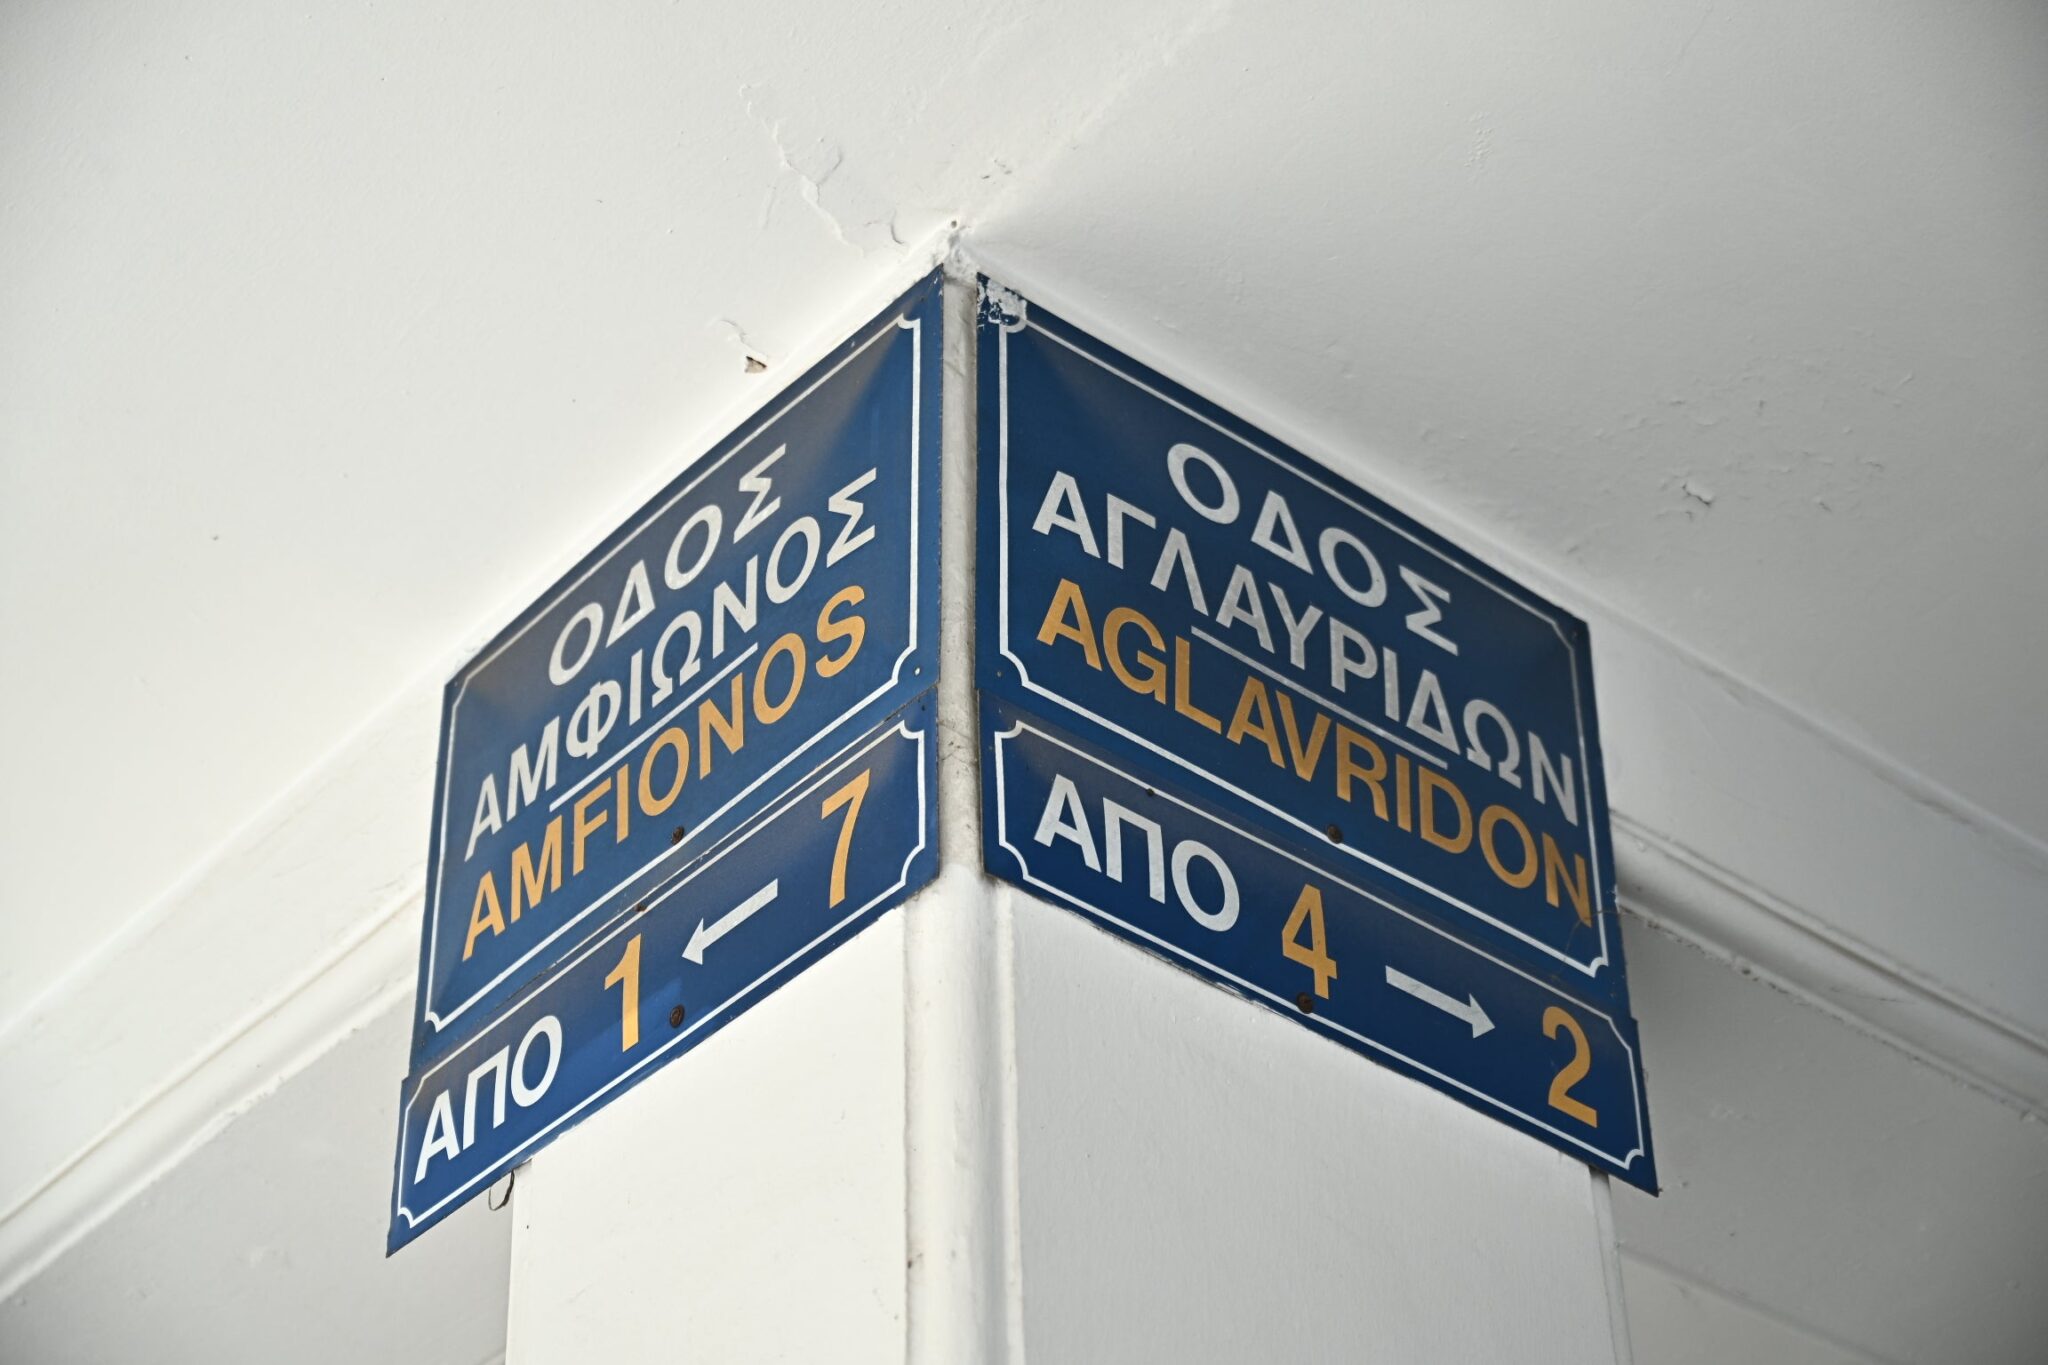 ΟΔΟΣ
ΑΜΦΙΩΝΟΣ
AMFIONOS
ΑΠΟ 1 ← 7
ΟΔΟΣ
ΑΓΛΑΥΡΙΔΩΝ
AGLAVRIDON
ΑΠΟ 4 → 2